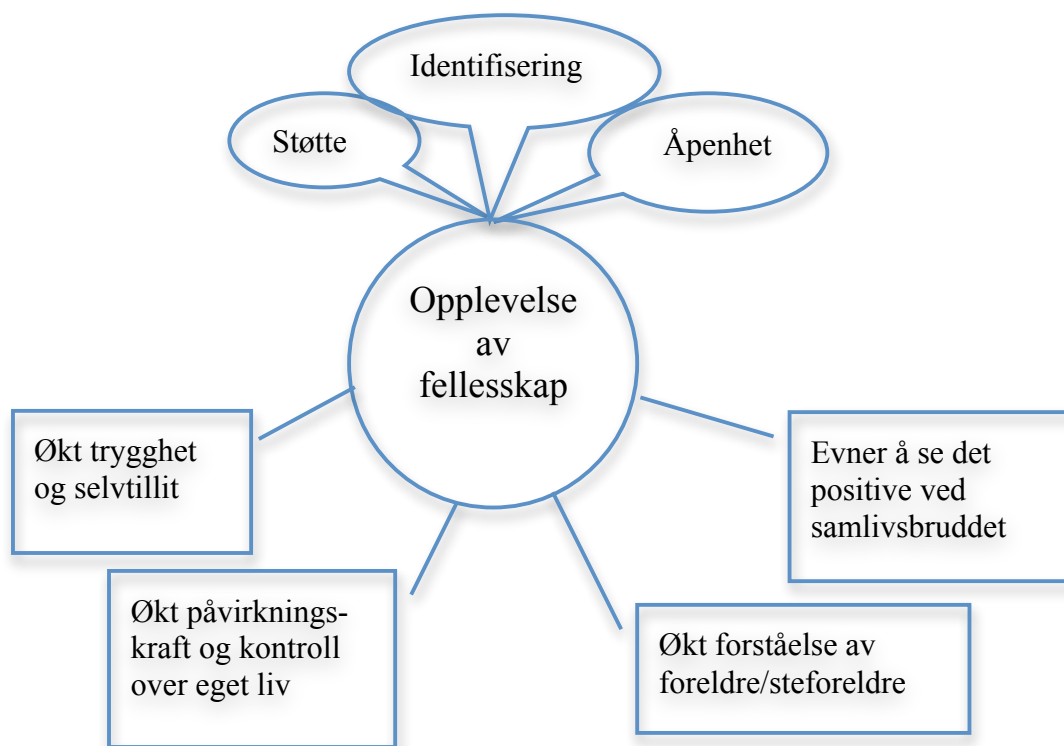 Identifisering
Støtte
Åpenhet
Opplevelse
av
fellesskap
Økt trygghet
og selvtillit
Evner å se det
positive ved
samlivsbruddet
Økt påvirknings-
kraft og kontroll
over eget liv
Økt forståelse av
foreldre/steforeldre